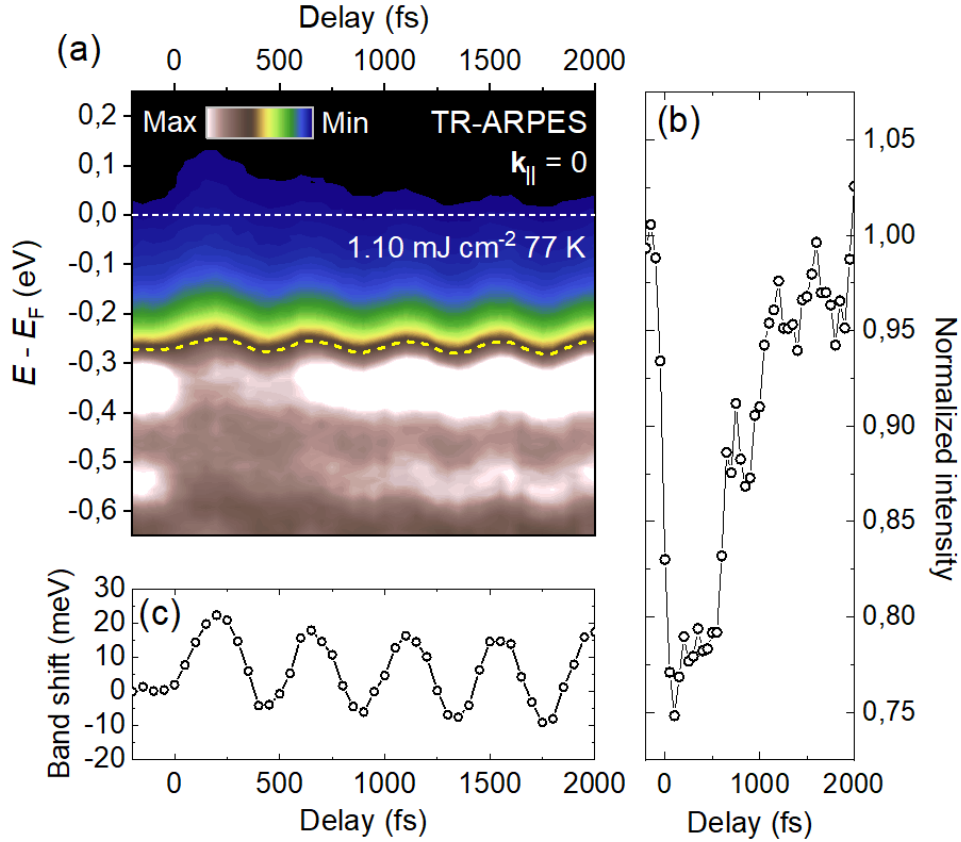 Delay (fs)
0 500 1000 1500 2000
(a)
Max Min
TR-ARPES
k|| = 0
1.10 mJ cm-2 77 K
0,2
0,1
0,0
-0,1
-0,2
-0,3
-0,4
-0,5
-0,6
E - EF (eV)
(b)
1,05
1,00
0,95
0,90
0,85
0,80
0,75
Normalized intensity
0 1000 2000
Delay (fs)
(c)
30
20
10
0
-10
-20
Band shift (meV)
0 500 1000 1500 2000
Delay (fs)